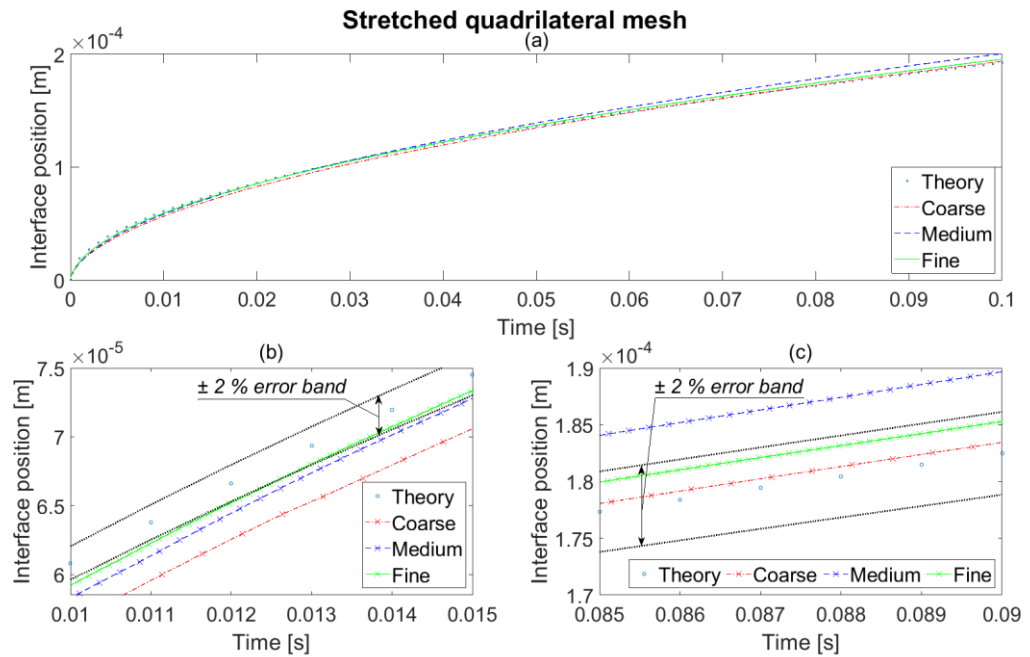 Stretched quadrilateral mesh
(a)
×10⁻⁴
2
1
0
Interface position [m]
Theory
Coarse
Medium
Fine
0 0.01 0.02 0.03 0.04 0.05 0.06 0.07 0.08 0.09 0.1
Time [s]
(b)
×10⁻⁵
7.5
7
6.5
6
Interface position [m]
± 2 % error band
Theory
Coarse
Medium
Fine
0.01 0.011 0.012 0.013 0.014 0.015
Time [s]
(c)
×10⁻⁴
1.9
1.85
1.8
1.75
1.7
Interface position [m]
± 2 % error band
Theory Coarse Medium Fine
0.085 0.086 0.087 0.088 0.089 0.09
Time [s]